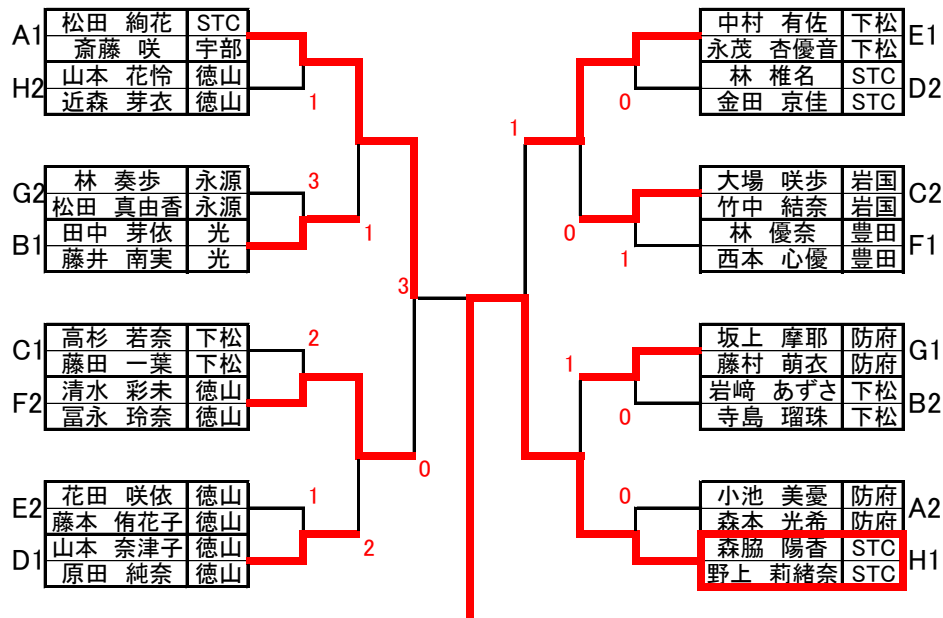 A1
松田 絢花 STC
斎藤 咲 宇部
H2
山本 花怜 徳山
近森 芽衣 徳山
1
G2
林 奏歩 永源
松田 真由香 永源
3
B1
田中 芽依 光
藤井 南実 光
1
3
C1
高杉 若奈 下松
藤田 一葉 下松
2
F2
清水 彩未 徳山
冨永 玲奈 徳山
0
E2
花田 咲依 徳山
藤本 侑花子 徳山
1
D1
山本 奈津子 徳山
原田 純奈 徳山
2
中村 有佐 下松
永茂 杏優音 下松
E1
林 椎名 STC
金田 京佳 STC
D2
0
1
大場 咲歩 岩国
竹中 結奈 岩国
C2
0
林 優奈 豊田
西本 心優 豊田
F1
1
坂上 摩耶 防府
藤村 萌衣 防府
G1
1
岩﨑 あずさ 下松
寺島 瑠珠 下松
B2
0
小池 美憂 防府
森本 光希 防府
A2
0
森脇 陽香 STC
野上 莉緒奈 STC
H1